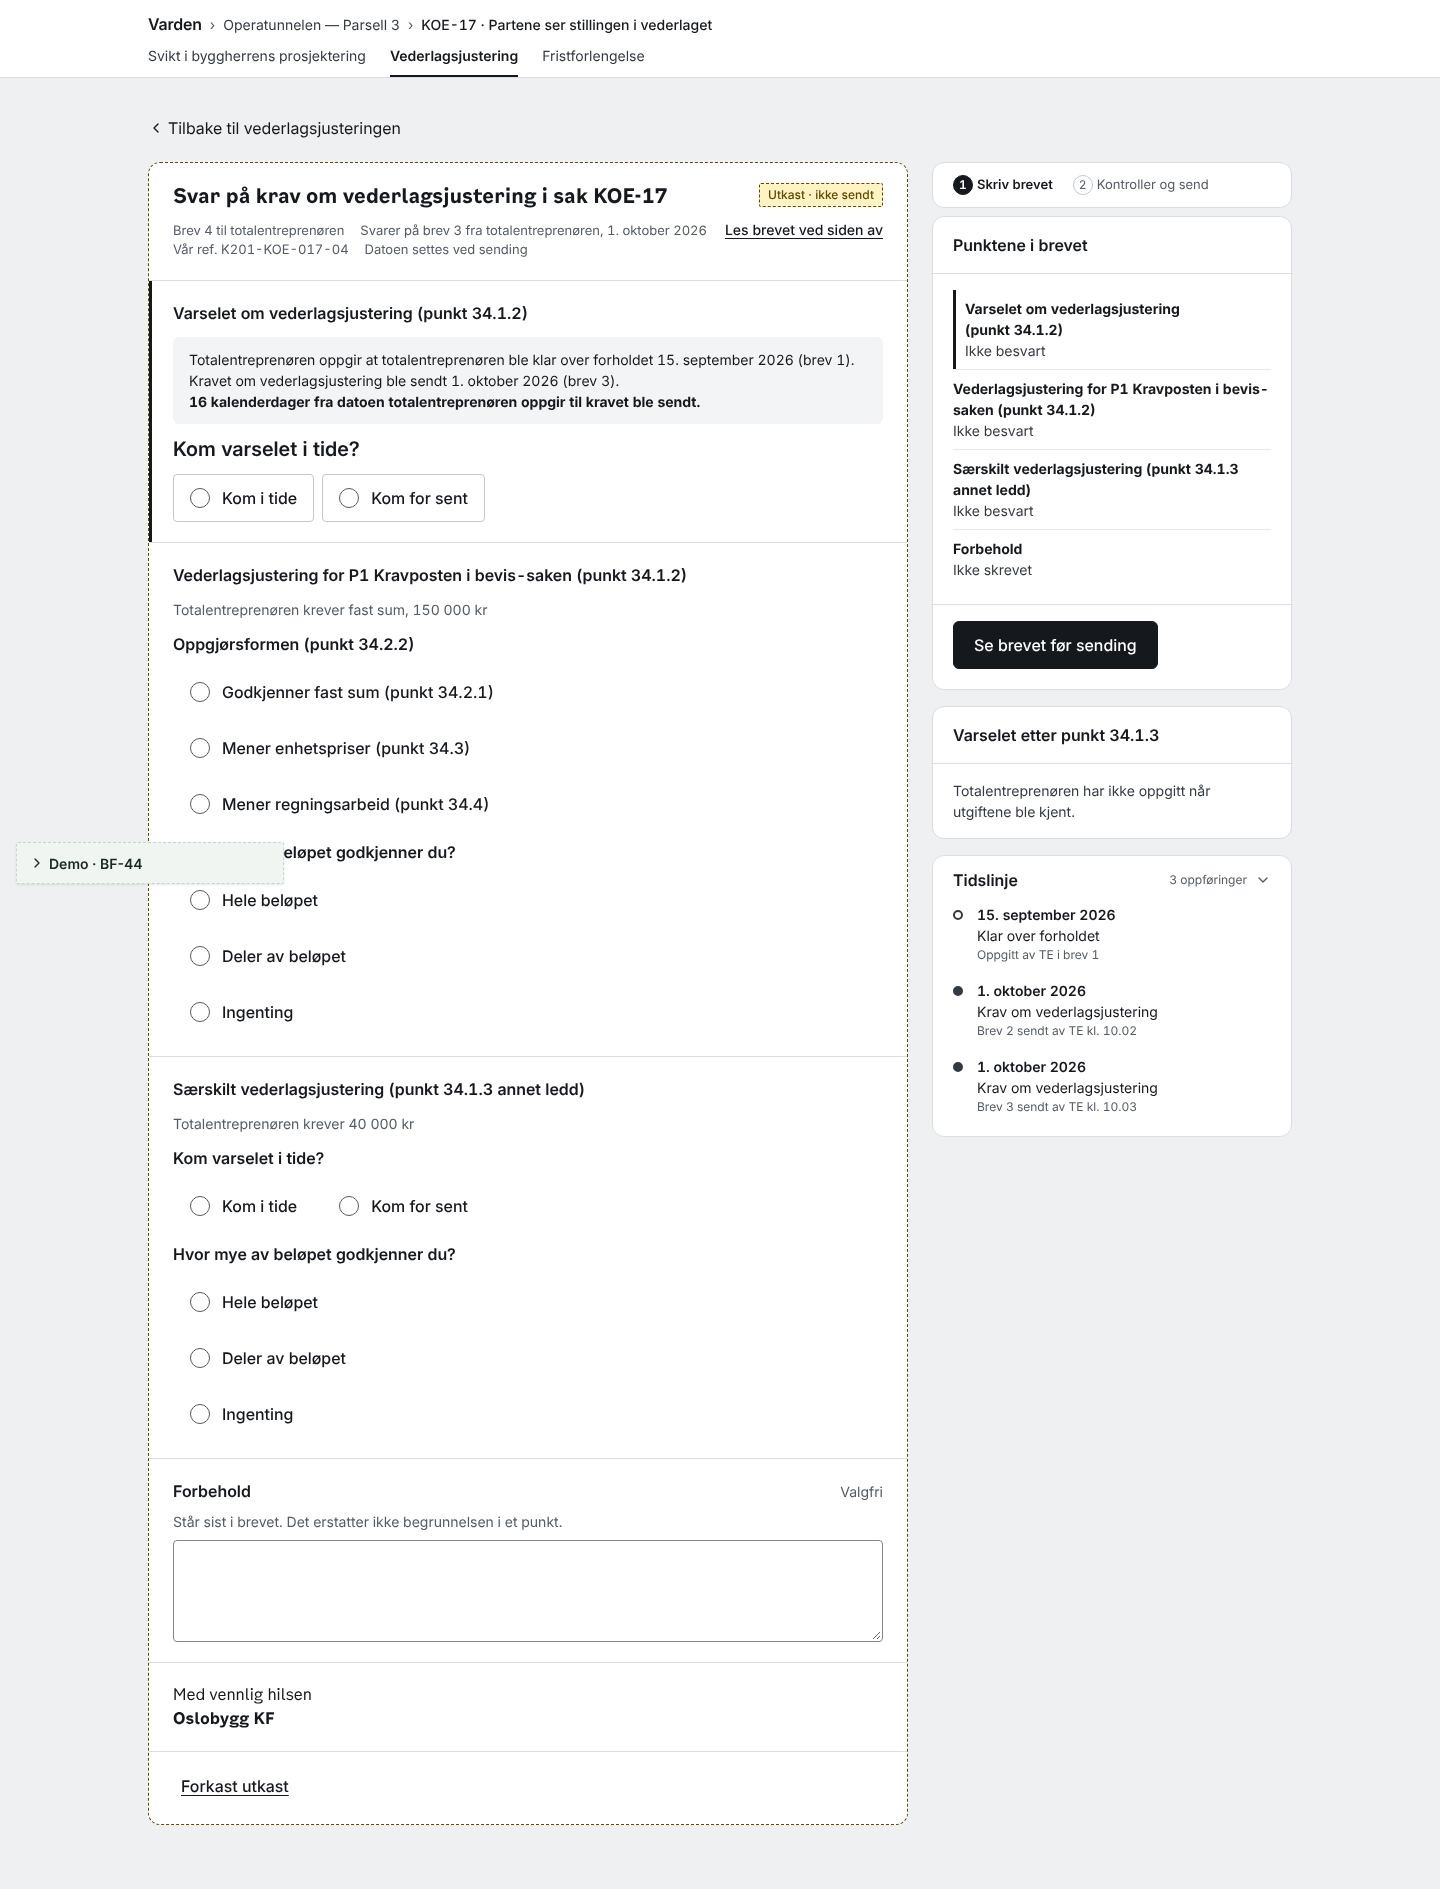 Varden › Operatunnelen — Parsell 3 › KOE-17 · Partene ser stillingen i vederlaget
Svikt i byggherrens prosjektering Vederlagsjustering Fristforlengelse
Tilbake til vederlagsjusteringen
Svar på krav om vederlagsjustering i sak KOE-17
Utkast · ikke sendt
Brev 4 til totalentreprenøren Svarer på brev 3 fra totalentreprenøren, 1. oktober 2026 Les brevet ved siden av
Vår ref. K201-KOE-017-04 Datoen settes ved sending
Varselet om vederlagsjustering (punkt 34.1.2)
Totalentreprenøren oppgir at totalentreprenøren ble klar over forholdet 15. september 2026 (brev 1).
Kravet om vederlagsjustering ble sendt 1. oktober 2026 (brev 3).
16 kalenderdager fra datoen totalentreprenøren oppgir til kravet ble sendt.
Kom varselet i tide?
Kom i tide Kom for sent
Vederlagsjustering for P1 Kravposten i bevis-saken (punkt 34.1.2)
Totalentreprenøren krever fast sum, 150 000 kr
Oppgjørsformen (punkt 34.2.2)
Godkjenner fast sum (punkt 34.2.1)
Mener enhetspriser (punkt 34.3)
Mener regningsarbeid (punkt 34.4)
eløpet godkjenner du?
Demo · BF-44
Hele beløpet
Deler av beløpet
Ingenting
Særskilt vederlagsjustering (punkt 34.1.3 annet ledd)
Totalentreprenøren krever 40 000 kr
Kom varselet i tide?
Kom i tide Kom for sent
Hvor mye av beløpet godkjenner du?
Hele beløpet
Deler av beløpet
Ingenting
Forbehold Valgfri
Står sist i brevet. Det erstatter ikke begrunnelsen i et punkt.
Med vennlig hilsen
Oslobygg KF
Forkast utkast
1 Skriv brevet 2 Kontroller og send
Punktene i brevet
Varselet om vederlagsjustering
(punkt 34.1.2)
Ikke besvart
Vederlagsjustering for P1 Kravposten i bevis-
saken (punkt 34.1.2)
Ikke besvart
Særskilt vederlagsjustering (punkt 34.1.3
annet ledd)
Ikke besvart
Forbehold
Ikke skrevet
Se brevet før sending
Varselet etter punkt 34.1.3
Totalentreprenøren har ikke oppgitt når
utgiftene ble kjent.
Tidslinje 3 oppføringer
15. september 2026
Klar over forholdet
Oppgitt av TE i brev 1
1. oktober 2026
Krav om vederlagsjustering
Brev 2 sendt av TE kl. 10.02
1. oktober 2026
Krav om vederlagsjustering
Brev 3 sendt av TE kl. 10.03